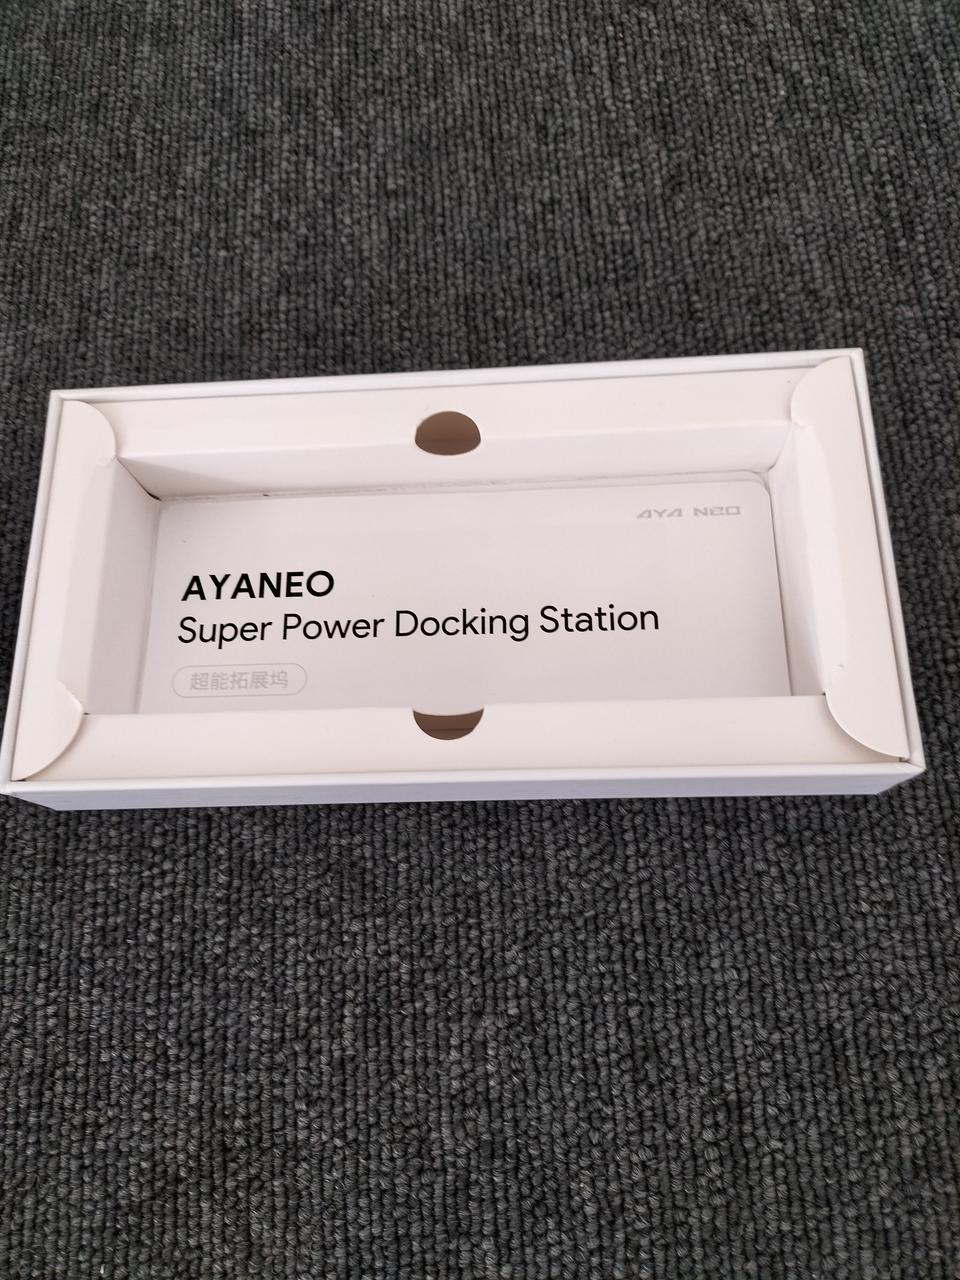 AYA NEO
AYANEO
Super Power Docking Station
超能拓展坞